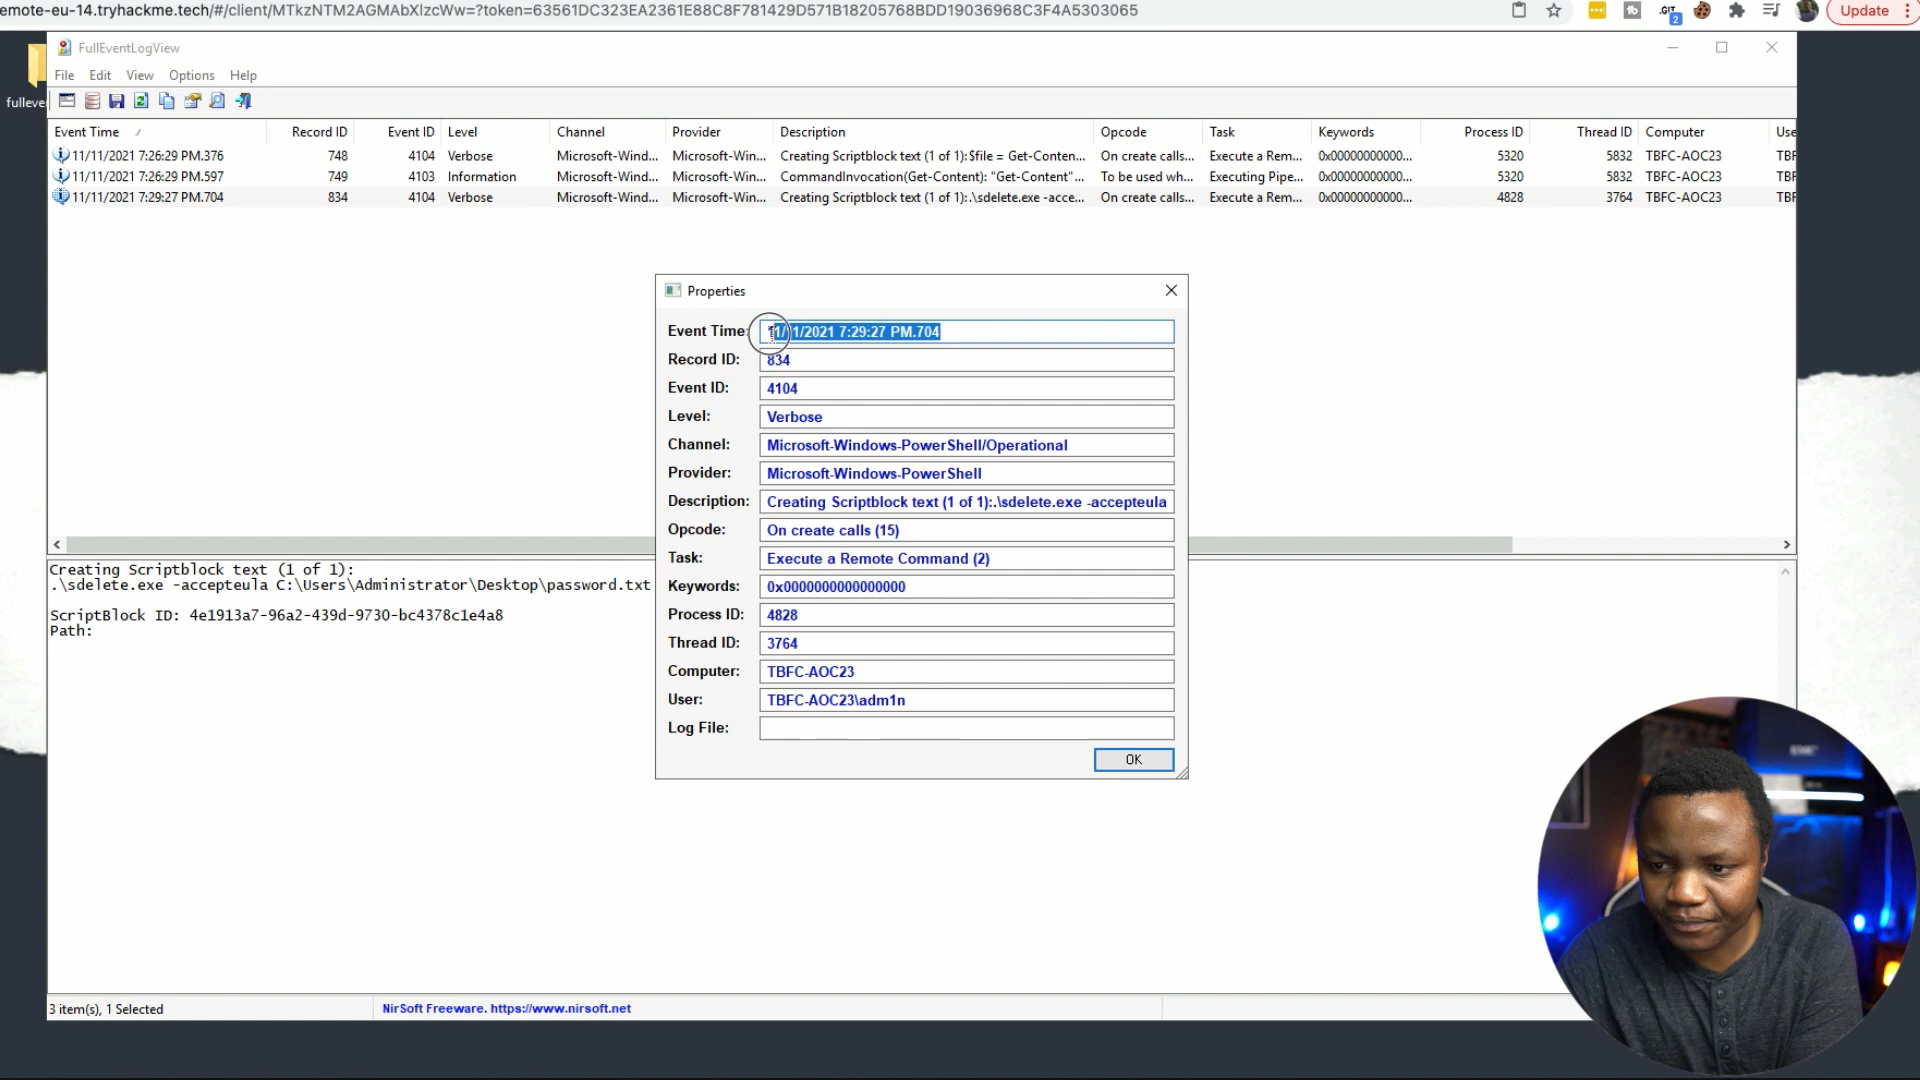 emote-eu-14.tryhackme.tech/#/client/MTkzNTM2AGMAbXlzcWw=?token=63561DC323EA2361E88C8F781429D571B18205768BDD19036968C3F4A5303065
Update
fulleve
FullEventLogView
File Edit View Options Help
Event Time Record ID Event ID Level Channel Provider Description Opcode Task Keywords Process ID Thread ID Computer Use
11/11/2021 7:26:29 PM.376 748 4104 Verbose Microsoft-Wind... Microsoft-Win... Creating Scriptblock text (1 of 1):$file = Get-Conten... On create calls... Execute a Rem... 0x00000000000... 5320 5832 TBFC-AOC23 TBF
11/11/2021 7:26:29 PM.597 749 4103 Information Microsoft-Wind... Microsoft-Win... CommandInvocation(Get-Content): "Get-Content"... To be used wh... Executing Pipe... 0x00000000000... 5320 5832 TBFC-AOC23 TBF
11/11/2021 7:29:27 PM.704 834 4104 Verbose Microsoft-Wind... Microsoft-Win... Creating Scriptblock text (1 of 1):.\sdelete.exe -acce... On create calls... Execute a Rem... 0x00000000000... 4828 3764 TBFC-AOC23 TBF
Properties
Event Time: 11/11/2021 7:29:27 PM.704
Record ID: 834
Event ID: 4104
Level: Verbose
Channel: Microsoft-Windows-PowerShell/Operational
Provider: Microsoft-Windows-PowerShell
Description: Creating Scriptblock text (1 of 1):.\sdelete.exe -accepteula
Opcode: On create calls (15)
Task: Execute a Remote Command (2)
Keywords: 0x0000000000000000
Process ID: 4828
Thread ID: 3764
Computer: TBFC-AOC23
User: TBFC-AOC23\adm1n
Log File:
OK
Creating Scriptblock text (1 of 1):
.\sdelete.exe -accepteula C:\Users\Administrator\Desktop\password.txt
ScriptBlock ID: 4e1913a7-96a2-439d-9730-bc4378c1e4a8
Path:
3 item(s), 1 Selected
NirSoft Freeware. https://www.nirsoft.net